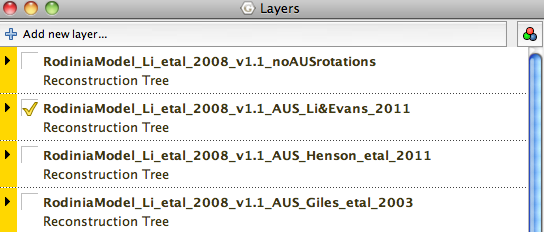 Layers
Add new layer...
RodiniaModel_Li_etal_2008_v1.1_noAUSrotations
Reconstruction Tree
RodiniaModel_Li_etal_2008_v1.1_AUS_Li&Evans_2011
Reconstruction Tree
RodiniaModel_Li_etal_2008_v1.1_AUS_Henson_etal_2011
Reconstruction Tree
RodiniaModel_Li_etal_2008_v1.1_AUS_Giles_etal_2003
Reconstruction Tree